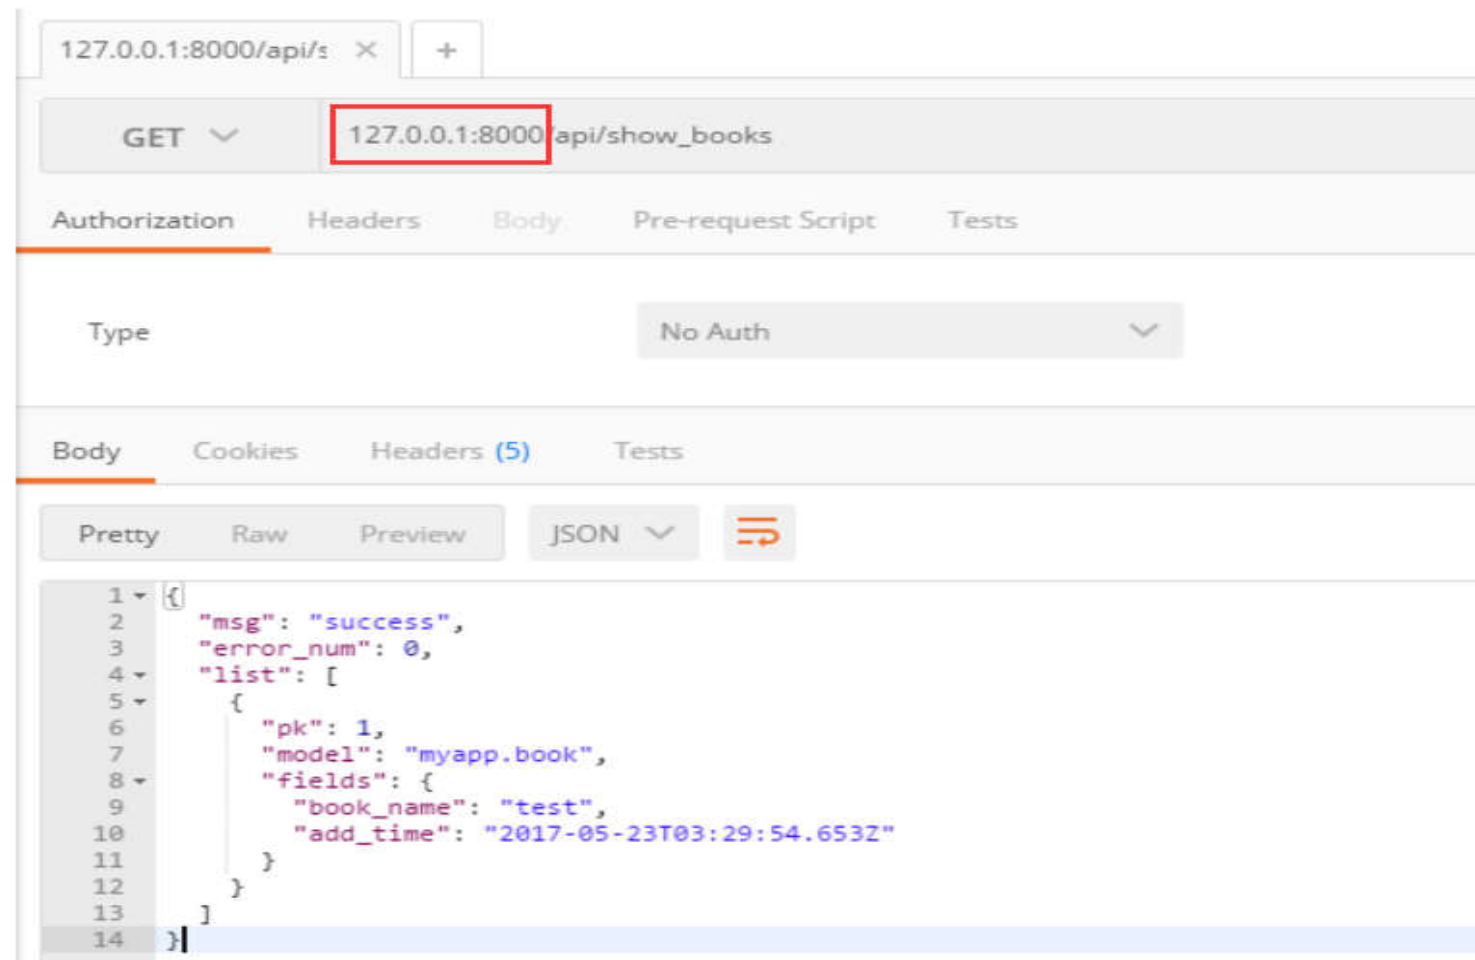 127.0.0.1:8000/api/s × +
GET 127.0.0.1:8000/api/show_books
Authorization Headers Body Pre-request Script Tests
Type No Auth
Body Cookies Headers (5) Tests
Pretty Raw Preview JSON
1 {
2 "msg": "success",
3 "error_num": 0,
4 "list": [
5 {
6 "pk": 1,
7 "model": "myapp.book",
8 "fields": {
9 "book_name": "test",
10 "add_time": "2017-05-23T03:29:54.653Z"
11 }
12 }
13 ]
14 }